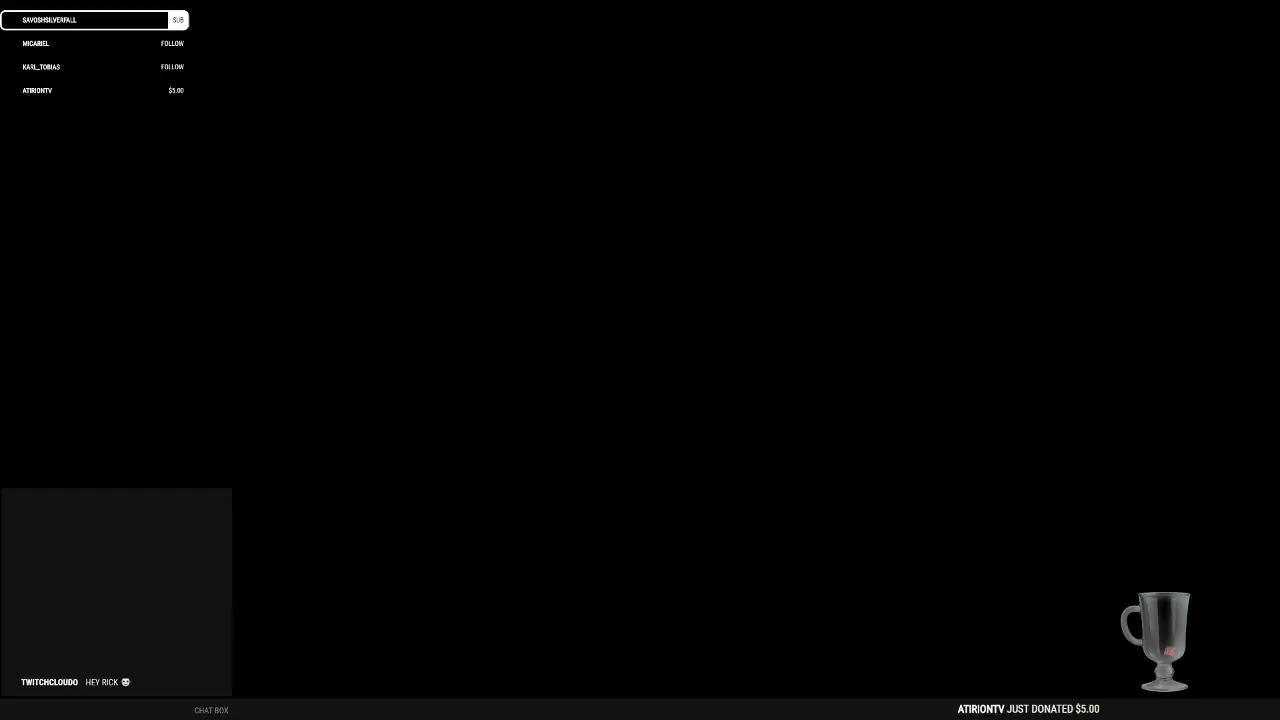 SAVOSHSILVERFALL SUB
MICARIEL FOLLOW
KARL_TOBIAS FOLLOW
ATIRIONTV $5.00
TWITCHCLOUDO HEY RICK
CHAT BOX
ATIRIONTV JUST DONATED $5.00